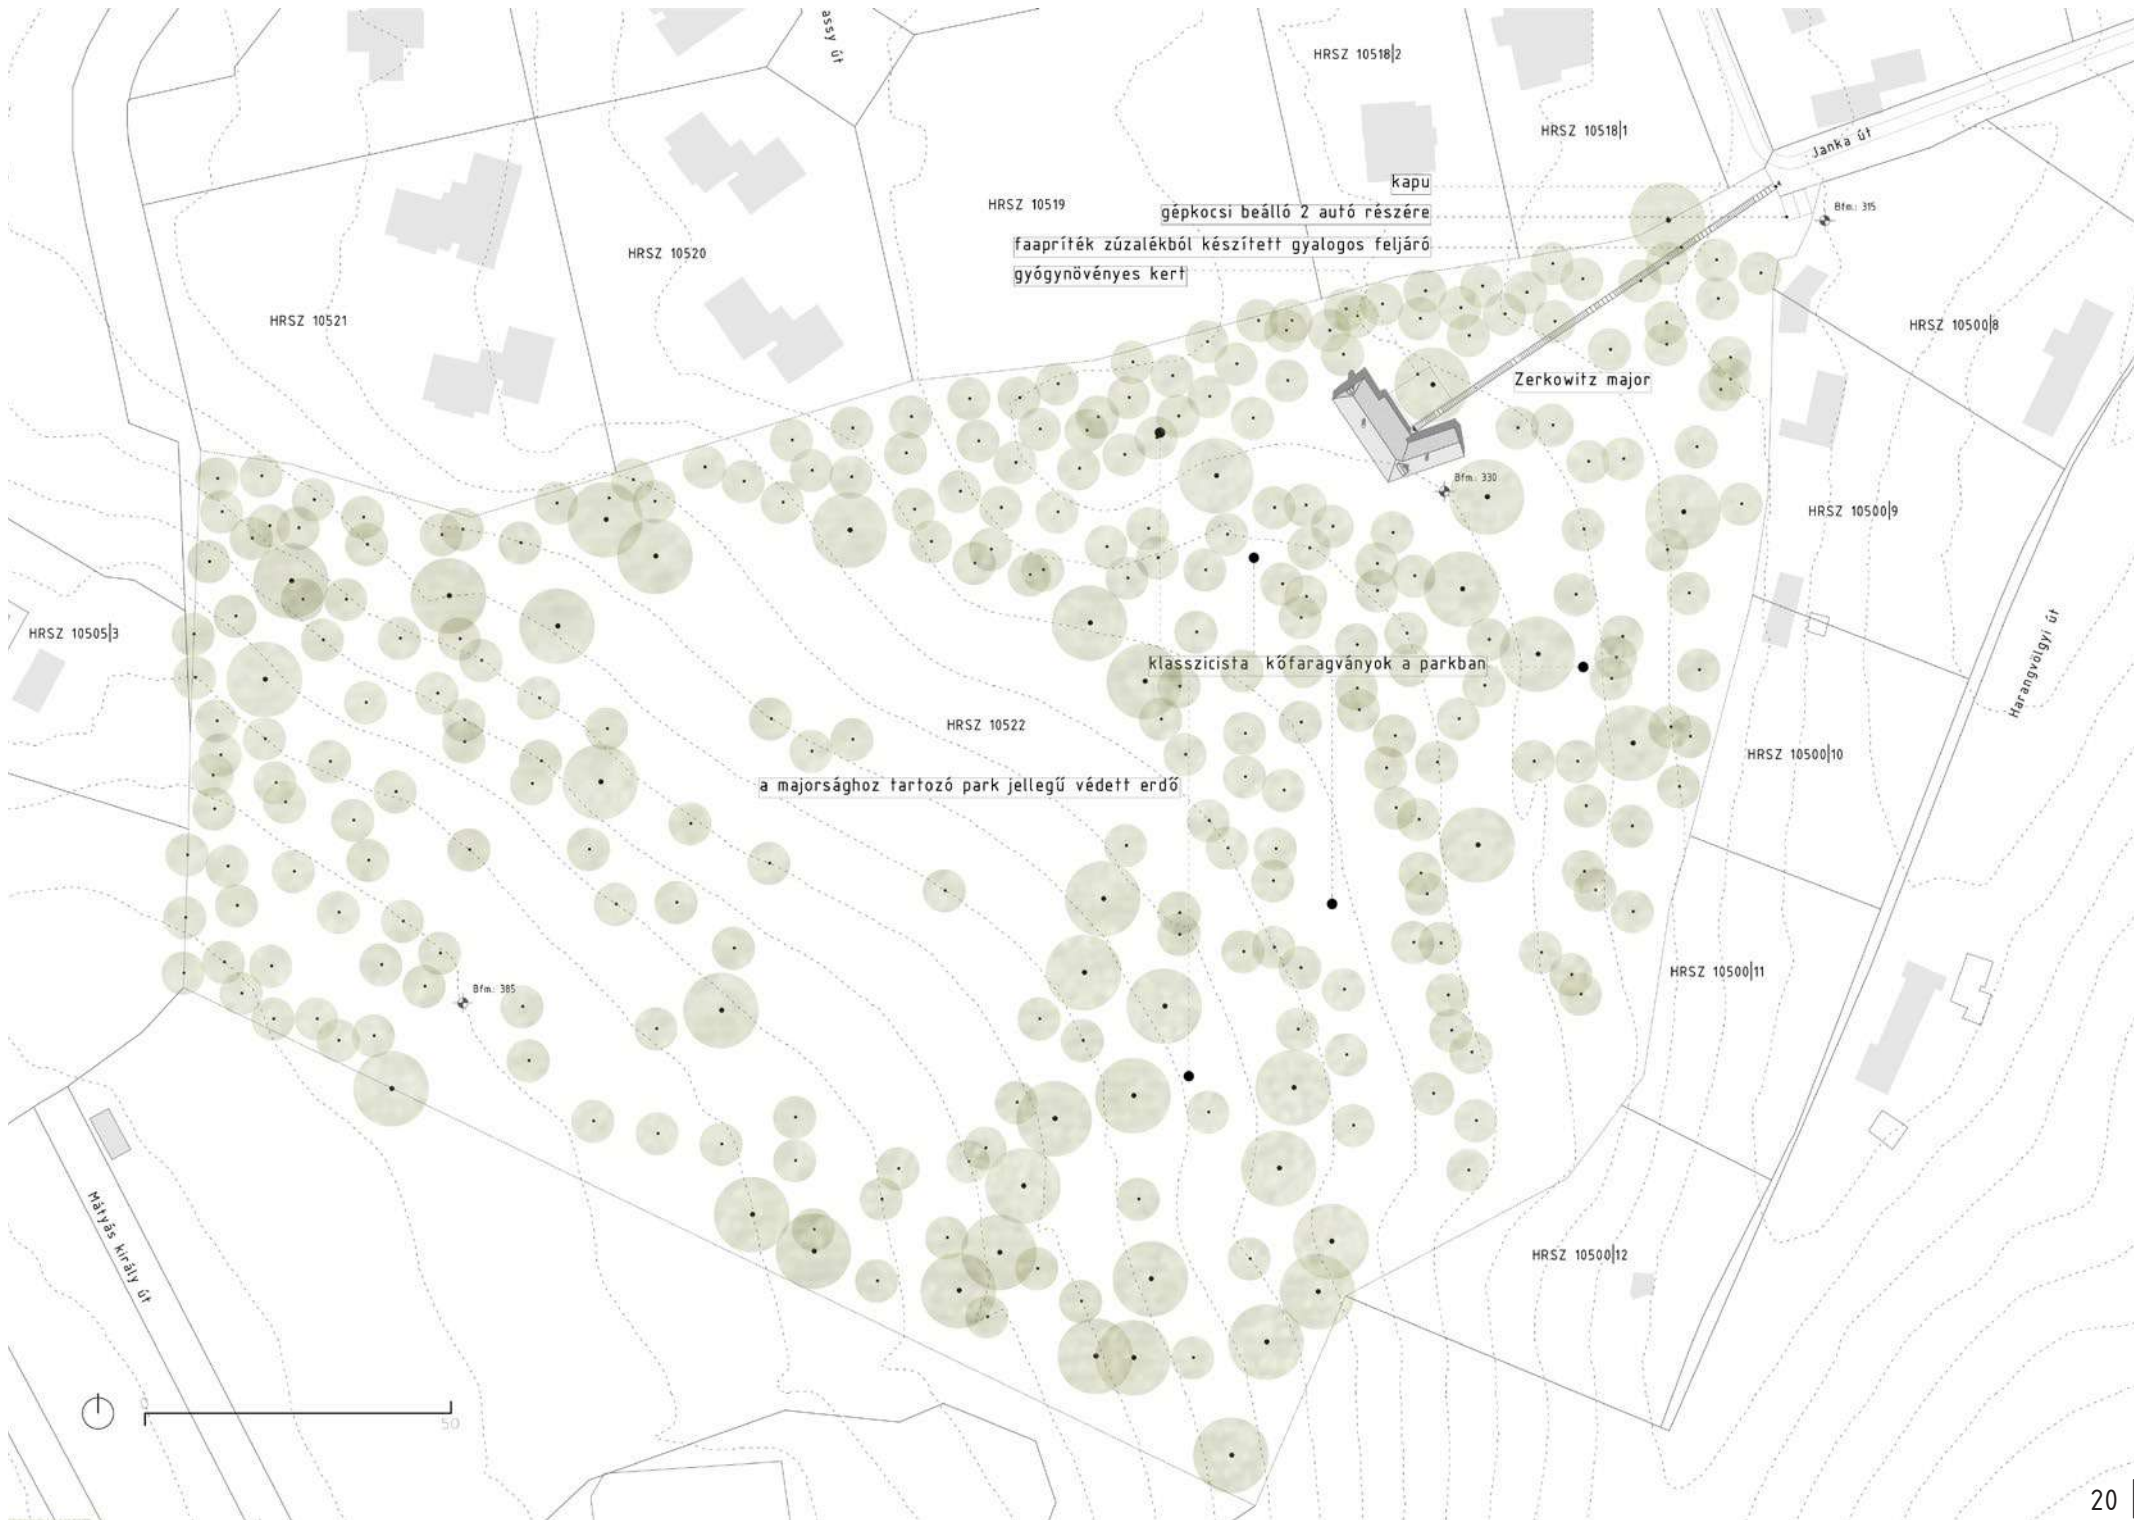 assy út
HRSZ 10518|2
HRSZ 10518|1
Janka út
kapu
HRSZ 10519
gépkocsi beálló 2 autó részére
Bfm.: 315
faapríték zúzalékból készített gyalogos feljáró
HRSZ 10520
gyógynövényes kert
HRSZ 10521
HRSZ 10500|8
Zerkowitz major
Bfm.: 330
HRSZ 10500|9
HRSZ 10505|3
klasszicista kőfaragványok a parkban
Harangvölgyi út
HRSZ 10522
HRSZ 10500|10
a majorsághoz tartozó park jellegű védett erdő
HRSZ 10500|11
Bfm.: 385
Mátyás király út
HRSZ 10500|12
0
50
20